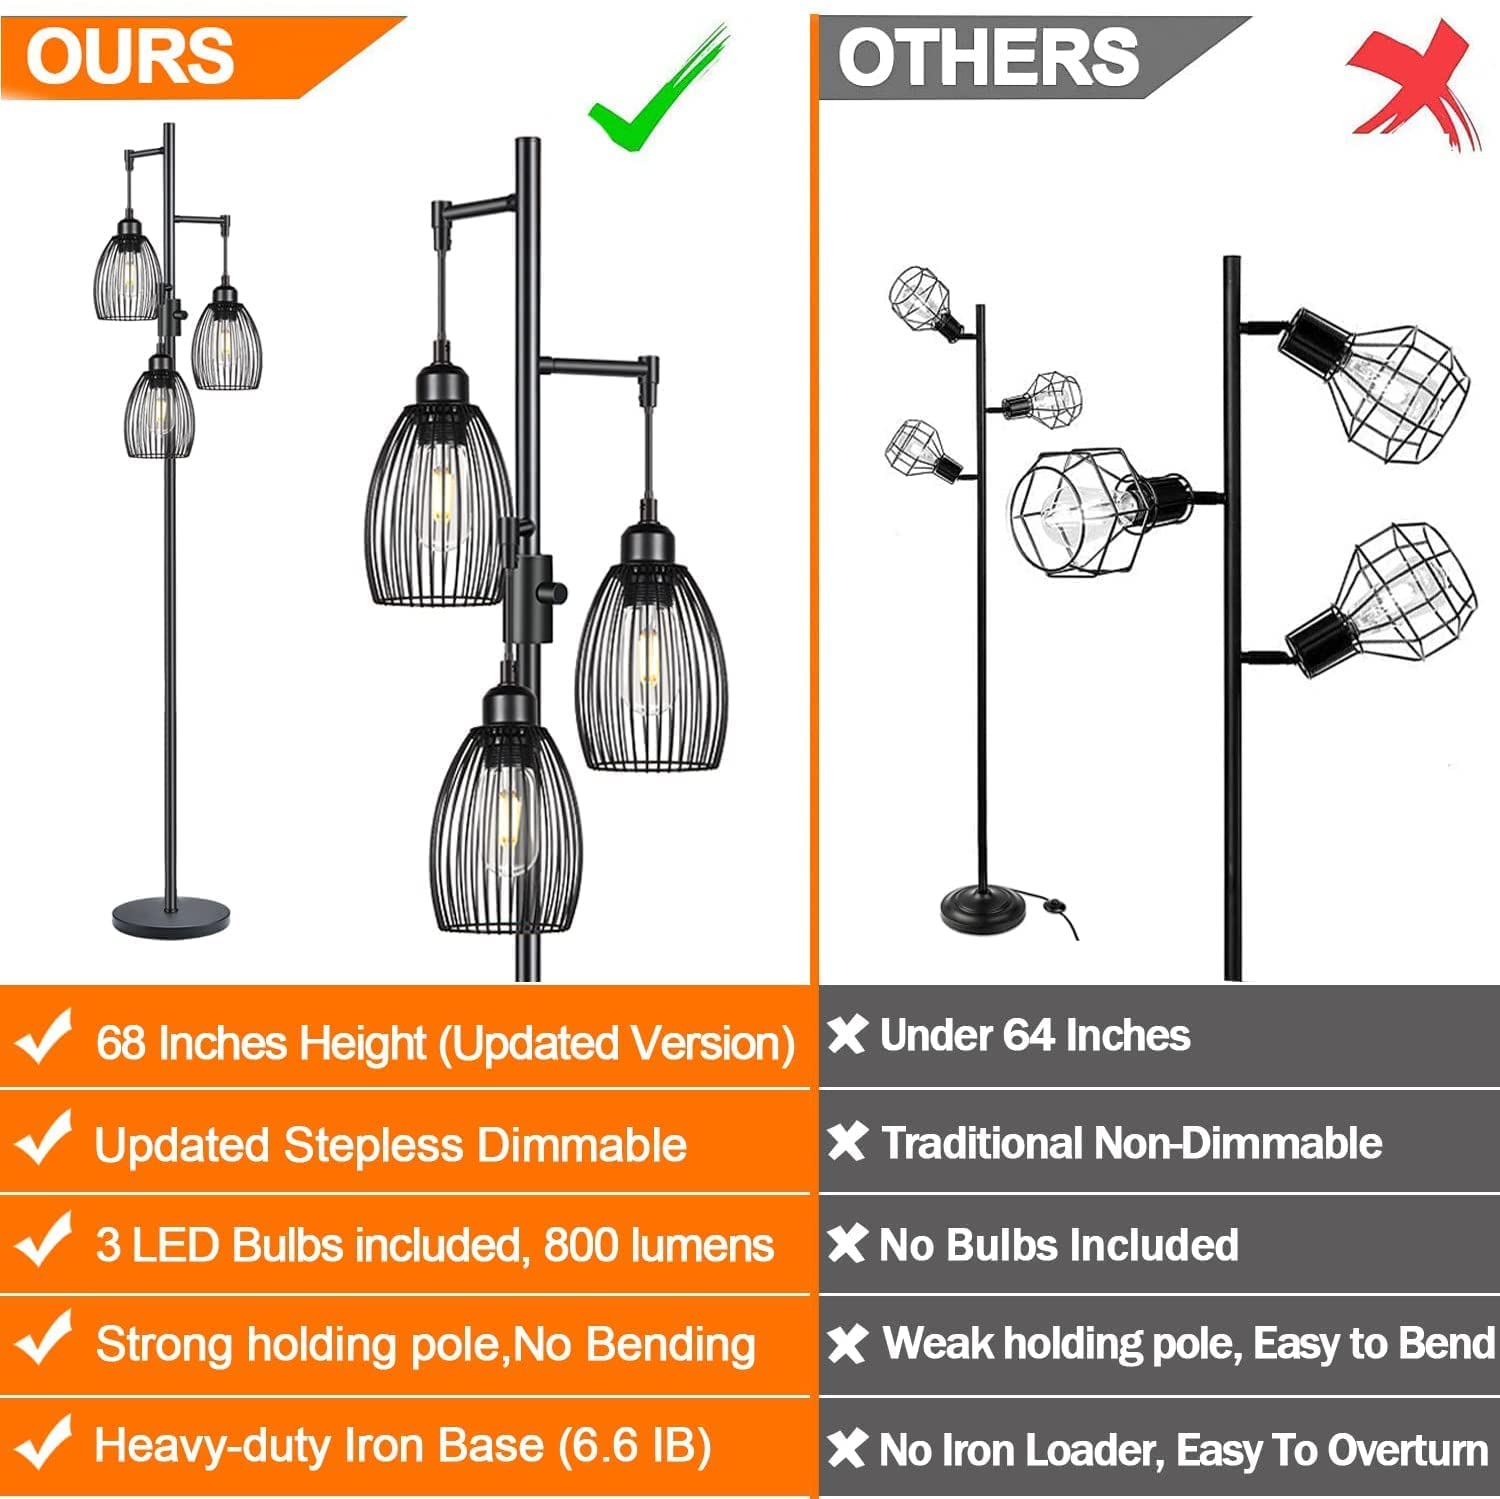 OURS
OTHERS
68 Inches Height (Updated Version)
Under 64 Inches
Updated Stepless Dimmable
Traditional Non-Dimmable
3 LED Bulbs included, 800 lumens
No Bulbs Included
Strong holding pole,No Bending
Weak holding pole, Easy to Bend
Heavy-duty Iron Base (6.6 IB)
No Iron Loader, Easy To Overturn